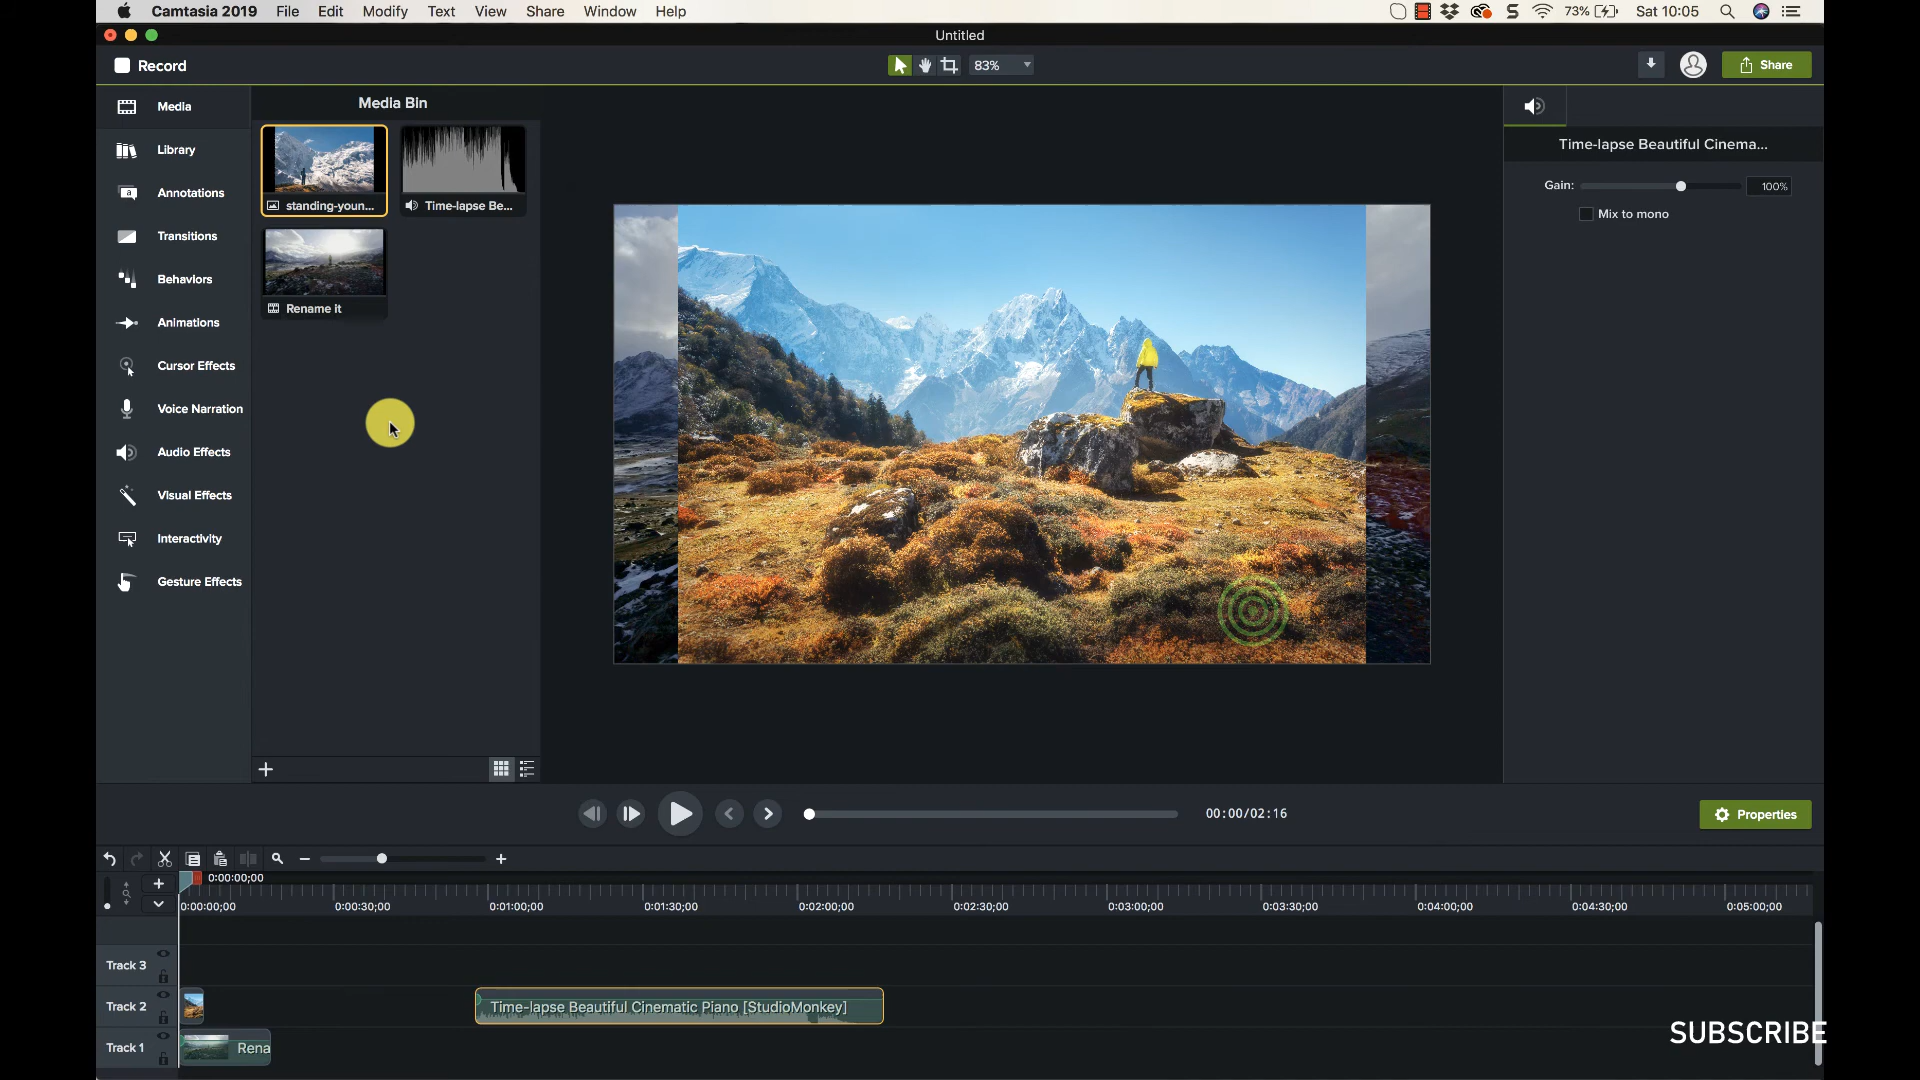 Camtasia 2019 File Edit Modify Text View Share Window Help 73% Sat 10:05
Untitled
Record 83% Share
Media
Library
Annotations
Transitions
Behaviors
Animations
Cursor Effects
Voice Narration
Audio Effects
Visual Effects
Interactivity
Gesture Effects
Media Bin
standing-youn... Time-lapse Be...
Rename it
Time-lapse Beautiful Cinema...
Gain: 100%
Mix to mono
00:00/02:16
Properties
0:00:00;00
0:00:00;00 0:00:30;00 0:01:00;00 0:01:30;00 0:02:00;00 0:02:30;00 0:03:00;00 0:03:30;00 0:04:00;00 0:04:30;00 0:05:00;00
Track 3
Track 2 Time-lapse Beautiful Cinematic Piano [StudioMonkey]
Track 1 Rena
SUBSCRIBE